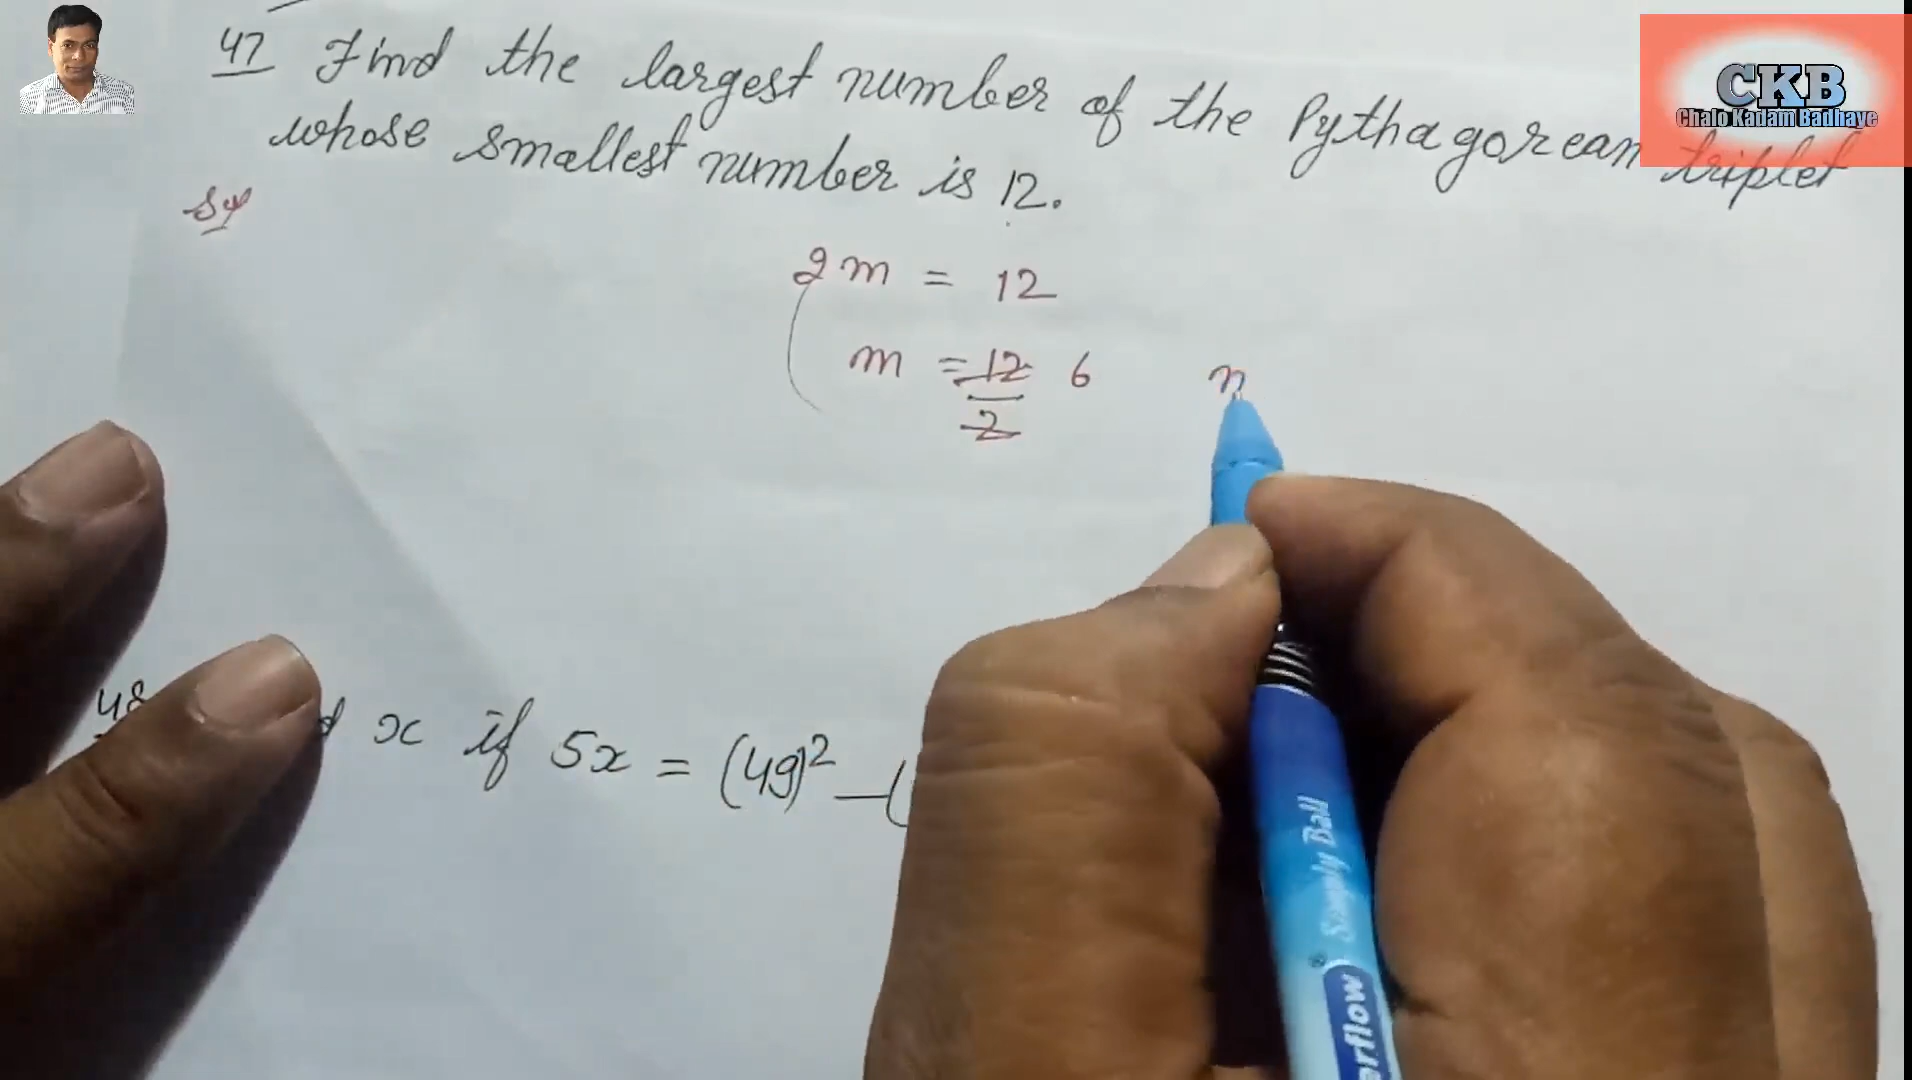 47 Find the largest number of the Pythagorean triplet
whose smallest number is 12.
2m = 12
m = 12/2 6
m
48 x if 5x = (49)² – (
CKB
Chalo Kadam Badhaye
Simply Ball